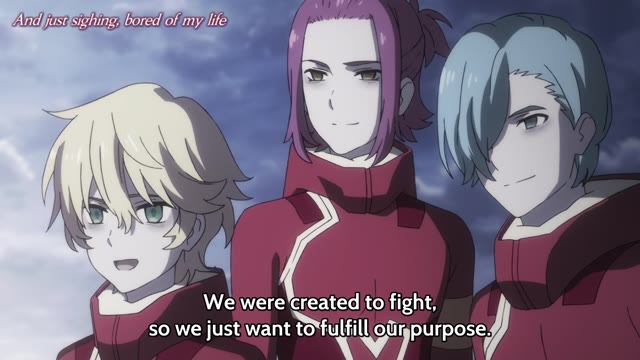 And just sighing, bored of my life
We were created to fight,
so we just want to fulfill our purpose.